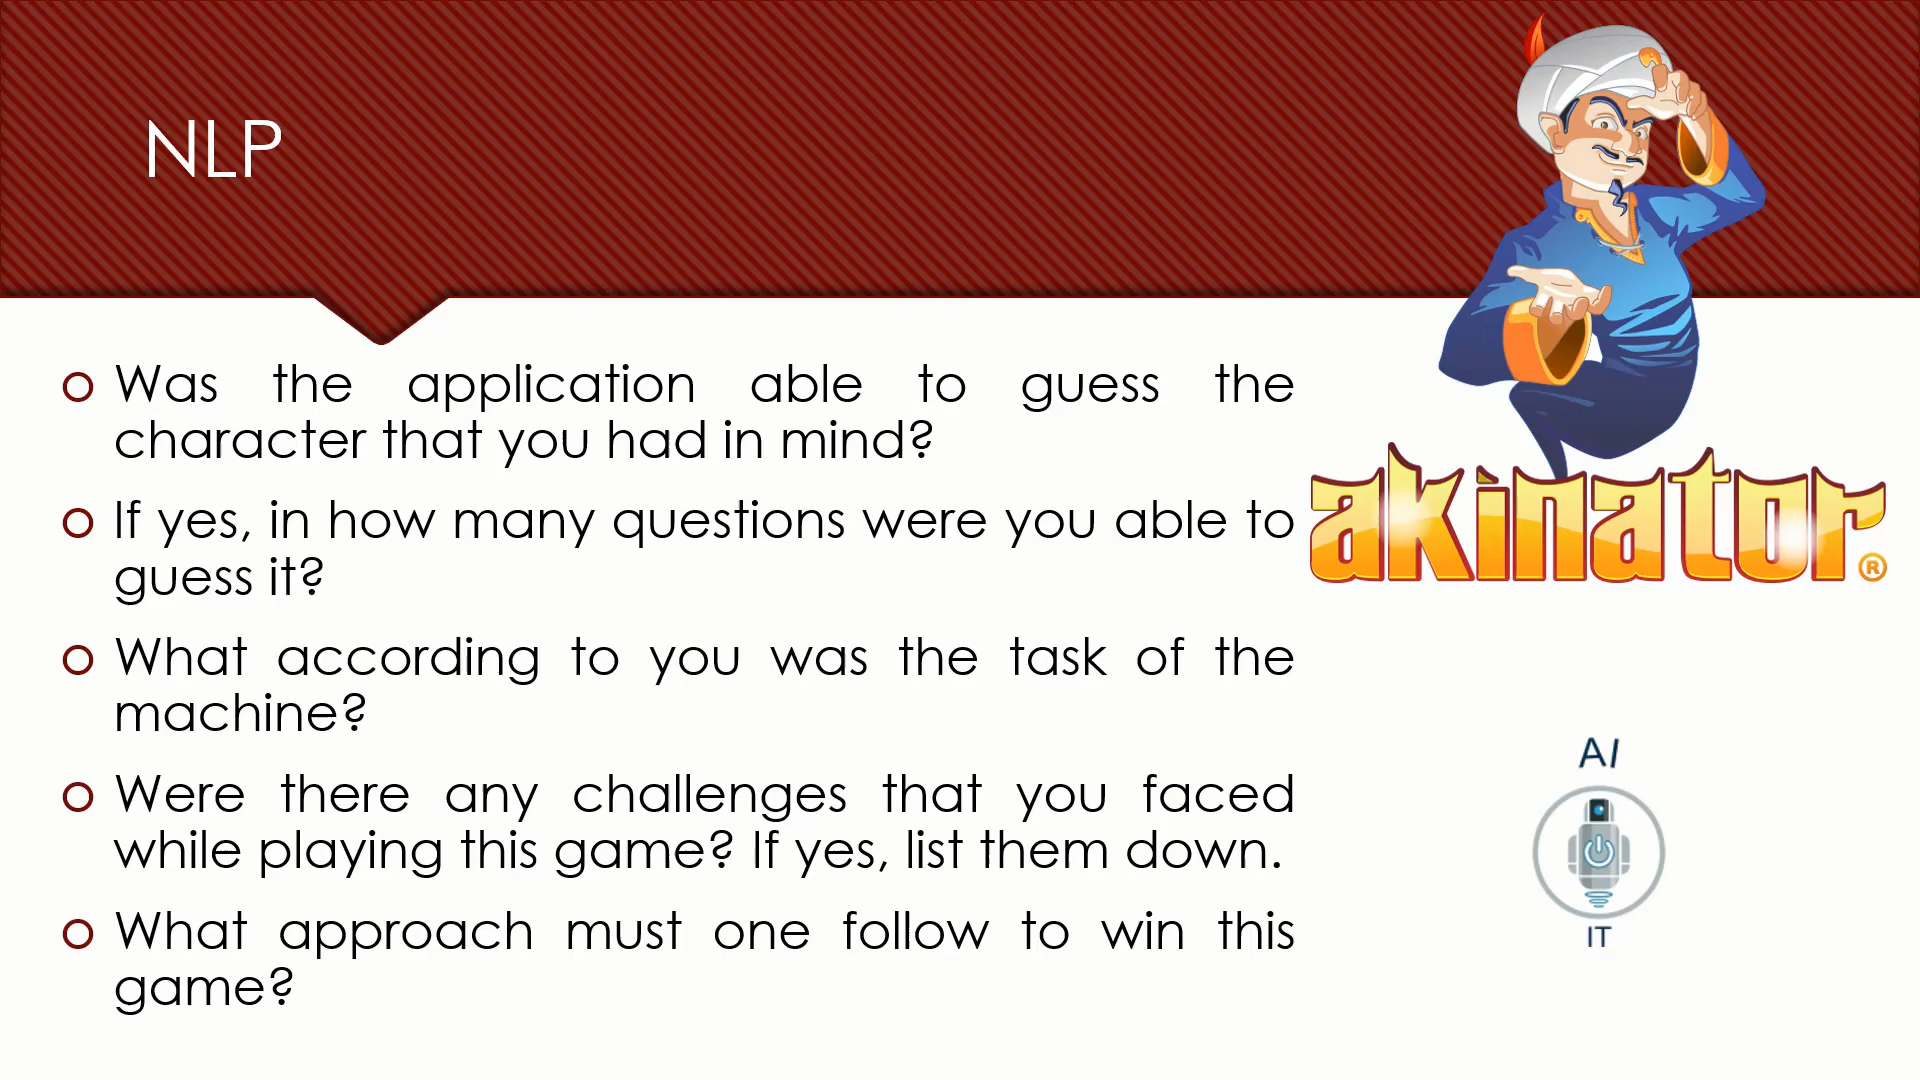 NLP
Was the application able to guess the
character that you had in mind?
If yes, in how many questions were you able to
guess it?
What according to you was the task of the
machine?
Were there any challenges that you faced
while playing this game? If yes, list them down.
What approach must one follow to win this
game?
akinator®
AI
IT